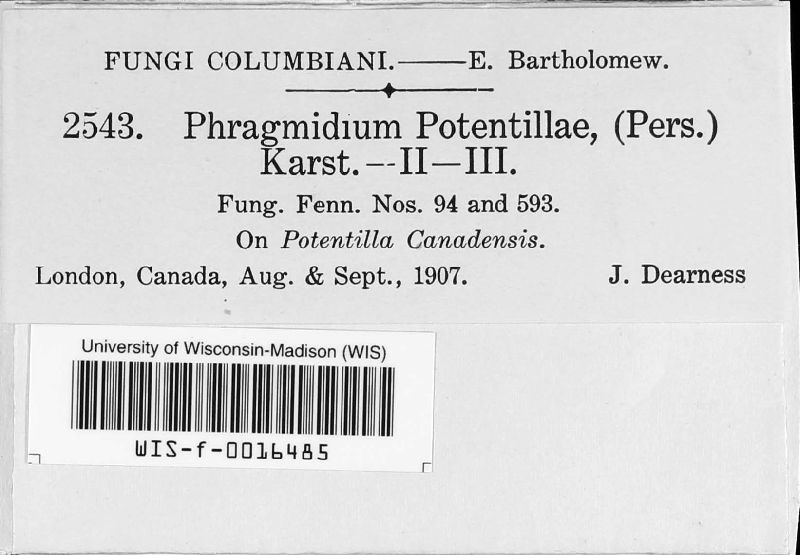 FUNGI COLUMBIANI.——E. Bartholomew.
2543. Phragmidium Potentillae, (Pers.)
Karst.--II—III.
Fung. Fenn. Nos. 94 and 593.
On Potentilla Canadensis.
London, Canada, Aug. & Sept., 1907. J. Dearness
University of Wisconsin-Madison (WIS)
WIS-f-0016485